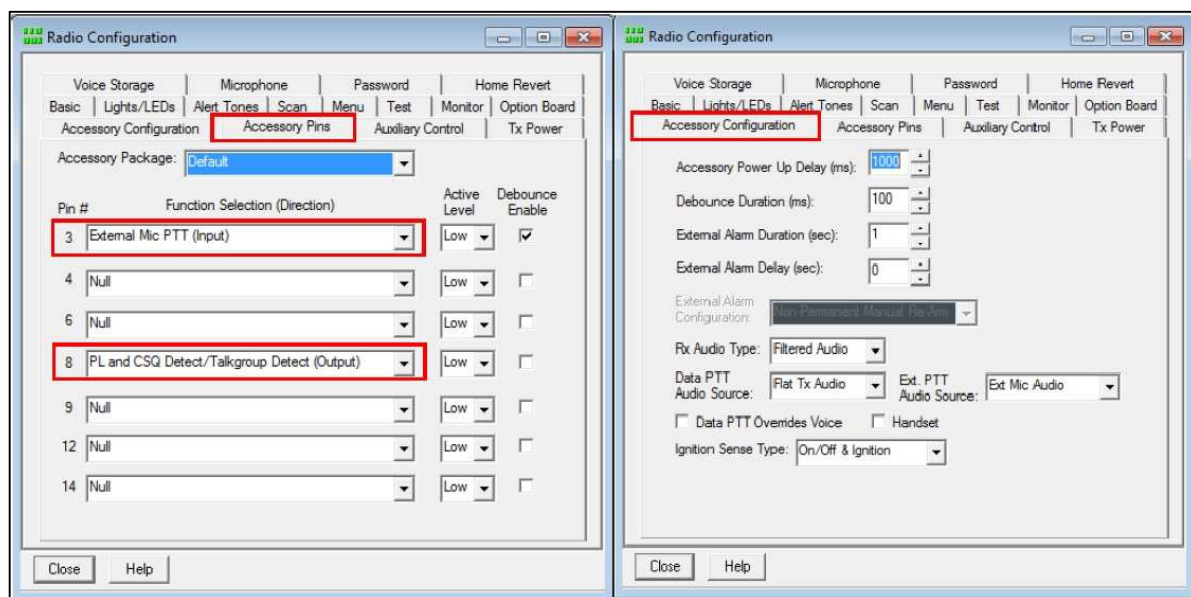 Radio Configuration
Voice Storage Microphone Password Home Revert
Basic Lights/LEDs Alert Tones Scan Menu Test Monitor Option Board
Accessory Configuration Accessory Pins Auxiliary Control Tx Power
Accessory Package: Default
Pin # Function Selection (Direction) Active Level Debounce Enable
3 External Mic PTT (Input) Low
4 Null Low
6 Null Low
8 PL and CSQ Detect/Talkgroup Detect (Output) Low
9 Null Low
12 Null Low
14 Null Low
Close Help
Radio Configuration
Voice Storage Microphone Password Home Revert
Basic Lights/LEDs Alert Tones Scan Menu Test Monitor Option Board
Accessory Configuration Accessory Pins Auxiliary Control Tx Power
Accessory Power Up Delay (ms): 1000
Debounce Duration (ms): 100
External Alarm Duration (sec): 1
External Alarm Delay (sec): 0
External Alarm Configuration: Non-Permanent Manual Re-Arm
Rx Audio Type: Filtered Audio
Data PTT Audio Source: Flat Tx Audio Ext. PTT Audio Source: Ext Mic Audio
Data PTT Overrides Voice Handset
Ignition Sense Type: On/Off & Ignition
Close Help